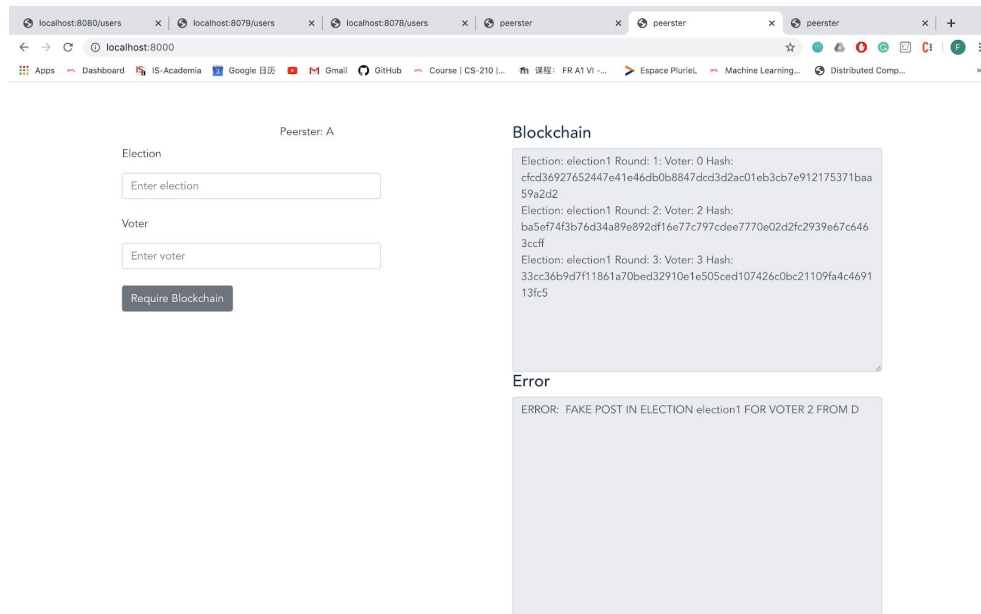 localhost:8080/users
localhost:8079/users
localhost:8078/users
peerster
peerster
peerster
localhost:8000
Apps
Dashboard
IS-Academia
Google 日历
Gmail
GitHub
Course | CS-210 |...
课程: FR A1 VI -...
Espace PlurieL
Machine Learning...
Distributed Comp...
Peerster: A
Election
Enter election
Voter
Enter voter
Require Blockchain
Blockchain
Election: election1 Round: 1: Voter: 0 Hash:
cfcd36927652447e41e46db0b8847dcd3d2ac01eb3cb7e912175371baa
59a2d2
Election: election1 Round: 2: Voter: 2 Hash:
ba5ef74f3b76d34a89e892df16e77c797cdee7770e02d2fc2939e67c646
3ccff
Election: election1 Round: 3: Voter: 3 Hash:
33cc36b9d7f11861a70bed32910e1e505ced107426c0bc21109fa4c4691
13fc5
Error
ERROR: FAKE POST IN ELECTION election1 FOR VOTER 2 FROM D